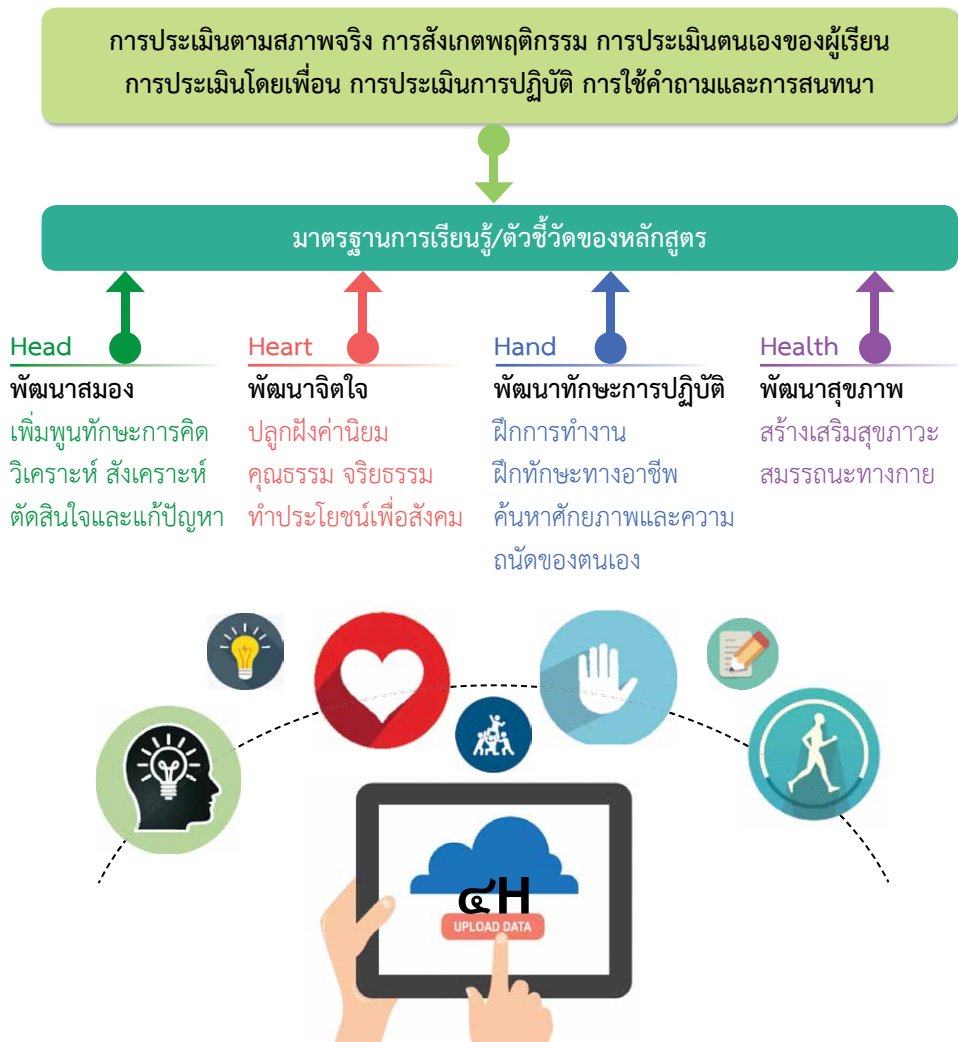 การประเมินตามสภาพจริง การสังเกตพฤติกรรม การประเมินตนเองของผู้เรียน
การประเมินโดยเพื่อน การประเมินการปฏิบัติ การใช้คำถามและการสนทนา
มาตรฐานการเรียนรู้/ตัวชี้วัดของหลักสูตร
Head
พัฒนาสมอง
เพิ่มพูนทักษะการคิด
วิเคราะห์ สังเคราะห์
ตัดสินใจและแก้ปัญหา
Heart
พัฒนาจิตใจ
ปลูกฝังค่านิยม
คุณธรรม จริยธรรม
ทำประโยชน์เพื่อสังคม
Hand
พัฒนาทักษะการปฏิบัติ
ฝึกการทำงาน
ฝึกทักษะทางอาชีพ
ค้นหาศักยภาพและความ
ถนัดของตนเอง
Health
พัฒนาสุขภาพ
สร้างเสริมสุขภาวะ
สมรรถนะทางกาย
๔H
UPLOAD DATA